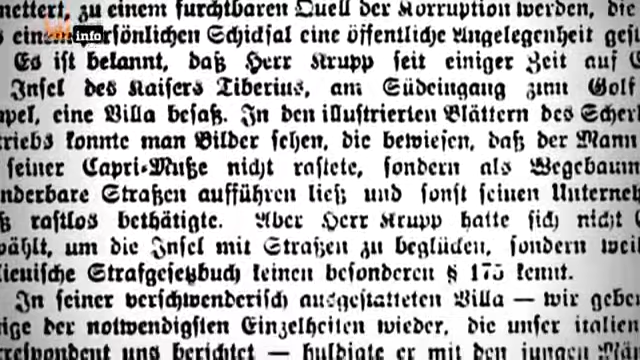 nettert, zu einem furchtbaren Quell der Korruption werden, die
info
einem persönlichen Schicksal eine öffentliche Angelegenheit
Es ist bekannt, daß Herr Krupp seit einiger Zeit auf
Insel des Kaisers Tiberius, am Südeingang zum Golf
pel, eine Villa besaß. In den illustrierten Blättern des Scherl
triebs konnte man Bilder sehen, die bewiesen, daß der Mann
seiner Capri-Muße nicht rastete, sondern als Wegebaum
nderbare Straßen aufführen ließ und sonst seinen Unterneh
ß rastlos bethätigte. Aber Herr Krupp hatte sich nicht
wählt, um die Insel mit Straßen zu beglücken, sondern weil
lienische Strafgesetzbuch keinen besonderen § 175 kennt.
In seiner verschwenderisch ausgestatteten Villa — wir geben
ige der notwendigsten Einzelheiten wieder, die unser italien
respondent uns berichtet — huldigte er mit den jungen